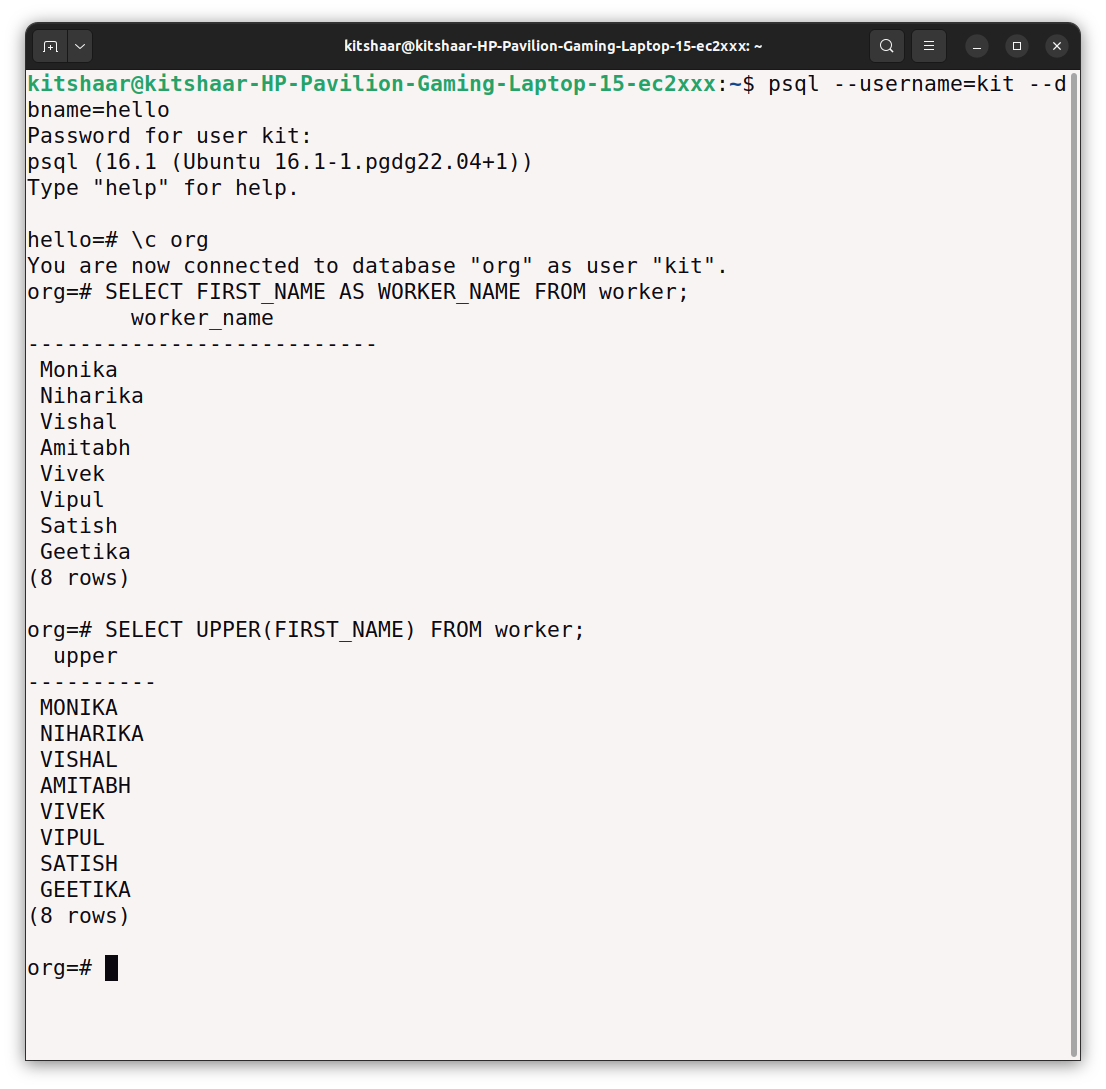 kitshaar@kitshaar-HP-Pavilion-Gaming-Laptop-15-ec2xxx: ~
kitshaar@kitshaar-HP-Pavilion-Gaming-Laptop-15-ec2xxx:~$ psql --username=kit --d
bname=hello
Password for user kit:
psql (16.1 (Ubuntu 16.1-1.pgdg22.04+1))
Type "help" for help.

hello=# \c org
You are now connected to database "org" as user "kit".
org=# SELECT FIRST_NAME AS WORKER_NAME FROM worker;
        worker_name
---------------------------
 Monika
 Niharika
 Vishal
 Amitabh
 Vivek
 Vipul
 Satish
 Geetika
(8 rows)

org=# SELECT UPPER(FIRST_NAME) FROM worker;
  upper
----------
 MONIKA
 NIHARIKA
 VISHAL
 AMITABH
 VIVEK
 VIPUL
 SATISH
 GEETIKA
(8 rows)

org=#